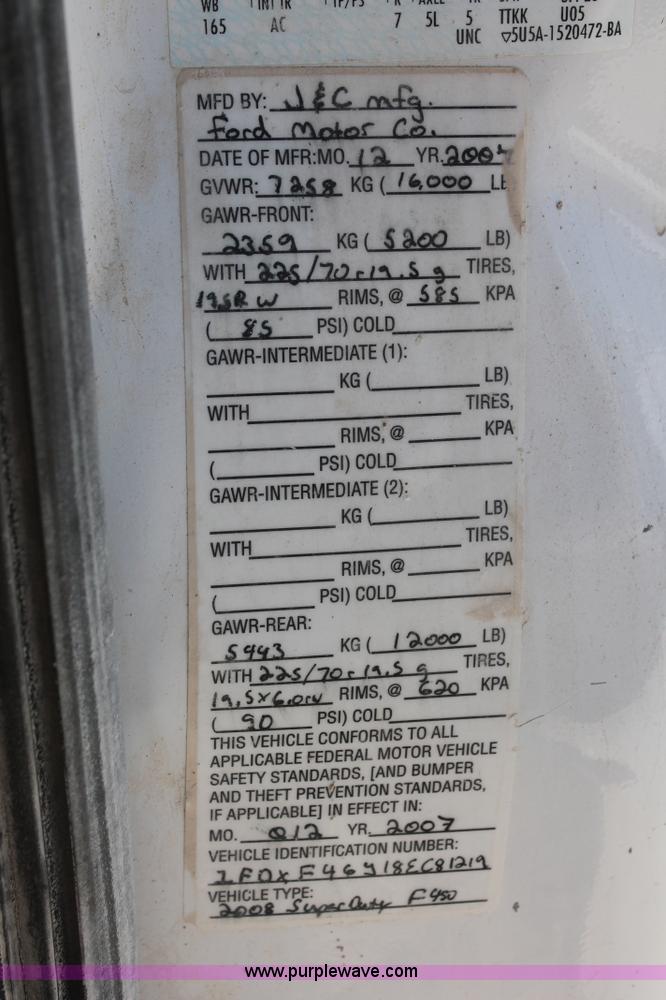 WB
165
AC
7
5L
5
UNC
TTKK
U05
▽5U5A-1520472-BA
MFD BY: J&C mfg.
Ford Motor Co.
DATE OF MFR:MO. 12 YR. 2007
GVWR: 7258 KG (16,000 LB
GAWR-FRONT:
2359 KG (5200 LB)
WITH 225/70r19.5 g TIRES,
19.5R W RIMS, @ 585 KPA
(85 PSI) COLD
GAWR-INTERMEDIATE (1):
KG ( LB)
WITH TIRES,
RIMS, @ KPA
( PSI) COLD
GAWR-INTERMEDIATE (2):
KG ( LB)
WITH TIRES,
RIMS, @ KPA
( PSI) COLD
GAWR-REAR:
5443 KG (12000 LB)
WITH 225/70r19.5 g TIRES,
19.5x6.0rw RIMS, @ 620 KPA
(90 PSI) COLD
THIS VEHICLE CONFORMS TO ALL
APPLICABLE FEDERAL MOTOR VEHICLE
SAFETY STANDARDS, [AND BUMPER
AND THEFT PREVENTION STANDARDS,
IF APPLICABLE] IN EFFECT IN:
MO. 012 YR. 2007
VEHICLE IDENTIFICATION NUMBER:
1FDXF46Y18EC81219
VEHICLE TYPE:
2008 Super Duty F450
www.purplewave.com